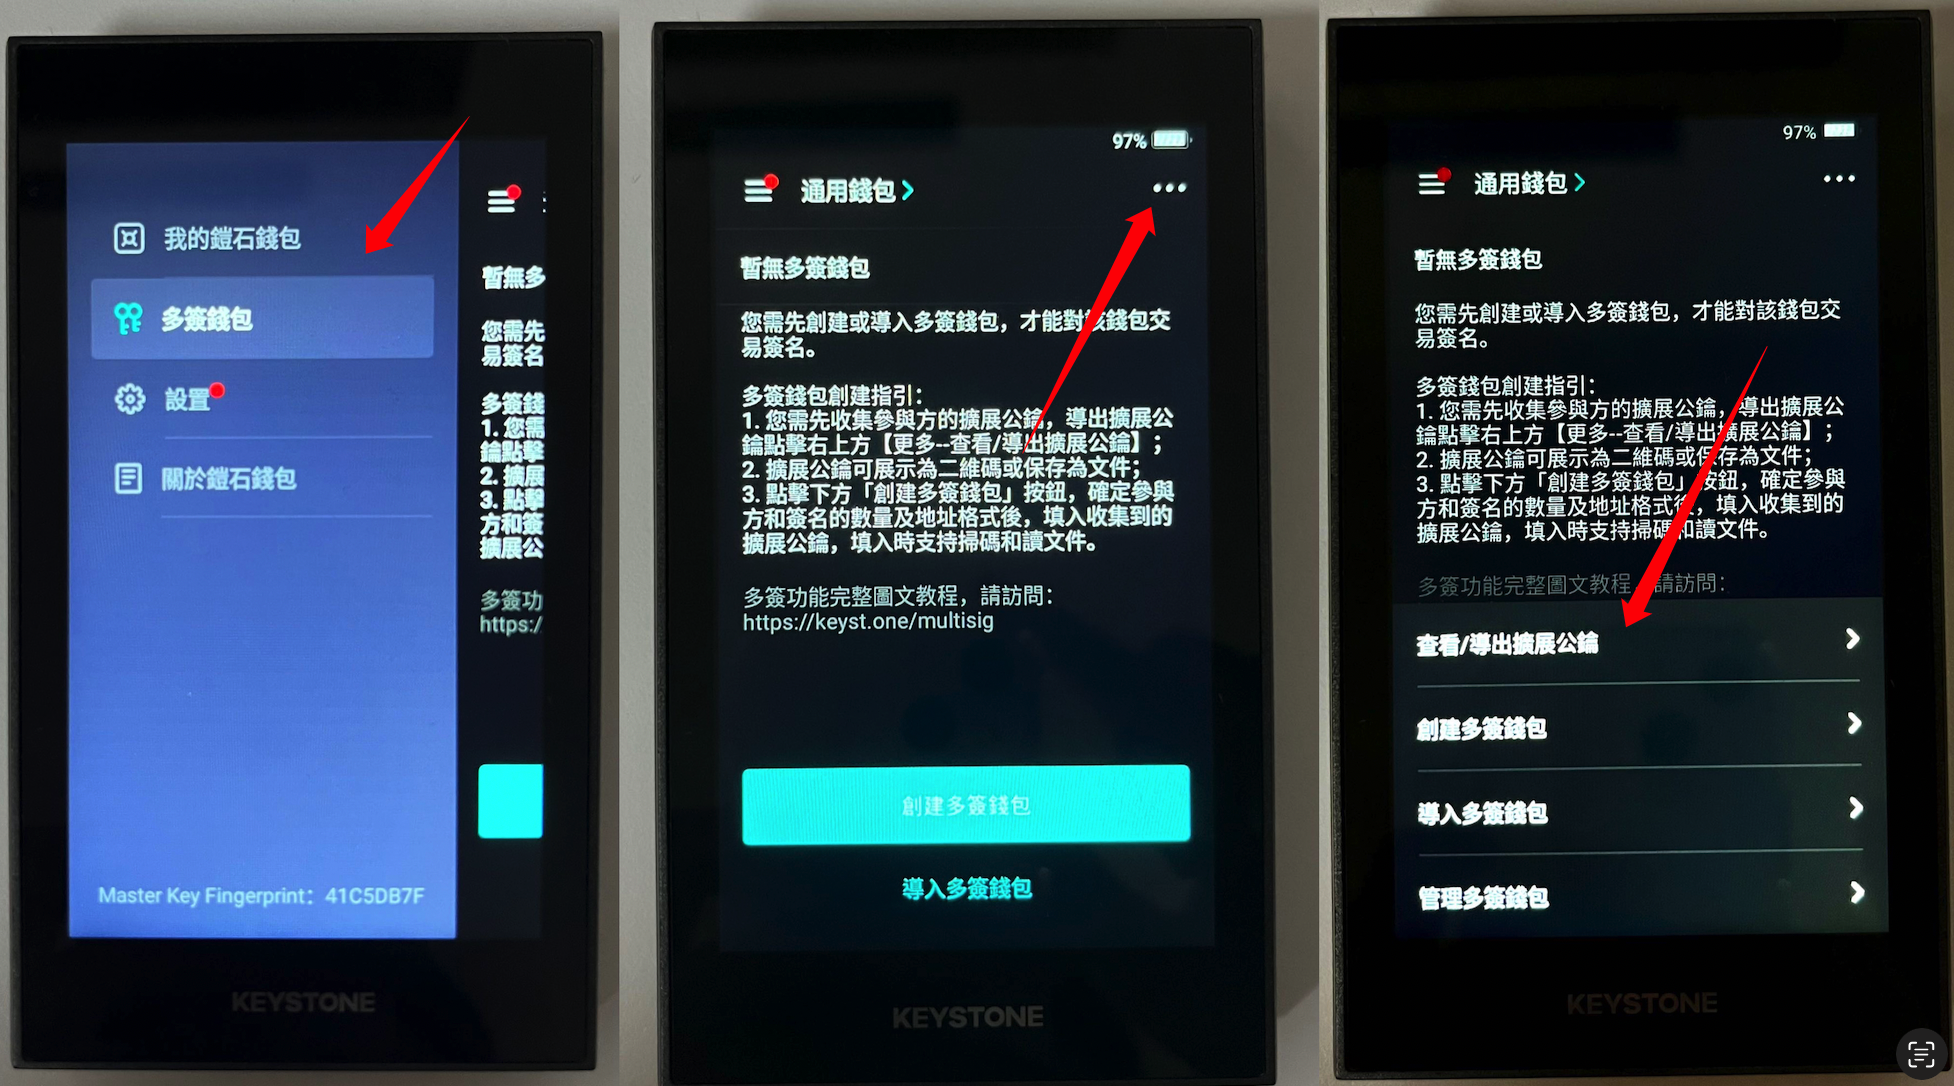 我的鎧石錢包
多簽錢包
設置
關於鎧石錢包
Master Key Fingerprint: 41C5DB7F
暫無多
您需先
易簽名
多簽錢
1. 您需
鑰點擊
2. 擴展
3. 點擊
方和簽
擴展公
多簽功
https:/
KEYSTONE
97%
通用錢包
暫無多簽錢包
您需先創建或導入多簽錢包，才能對該錢包交
易簽名。
多簽錢包創建指引：
1. 您需先收集參與方的擴展公鑰，導出擴展公
鑰點擊右上方【更多--查看/導出擴展公鑰】；
2. 擴展公鑰可展示為二維碼或保存為文件；
3. 點擊下方「創建多簽錢包」按鈕，確定參與
方和簽名的數量及地址格式後，填入收集到的
擴展公鑰，填入時支持掃碼和讀文件。
多簽功能完整圖文教程，請訪問：
https://keyst.one/multisig
創建多簽錢包
導入多簽錢包
KEYSTONE
97%
通用錢包
暫無多簽錢包
您需先創建或導入多簽錢包，才能對該錢包交
易簽名。
多簽錢包創建指引：
1. 您需先收集參與方的擴展公鑰，導出擴展公
鑰點擊右上方【更多--查看/導出擴展公鑰】；
2. 擴展公鑰可展示為二維碼或保存為文件；
3. 點擊下方「創建多簽錢包」按鈕，確定參與
方和簽名的數量及地址格式後，填入收集到的
擴展公鑰，填入時支持掃碼和讀文件。
多簽功能完整圖文教程，請訪問：
查看/導出擴展公鑰
創建多簽錢包
導入多簽錢包
管理多簽錢包
KEYSTONE